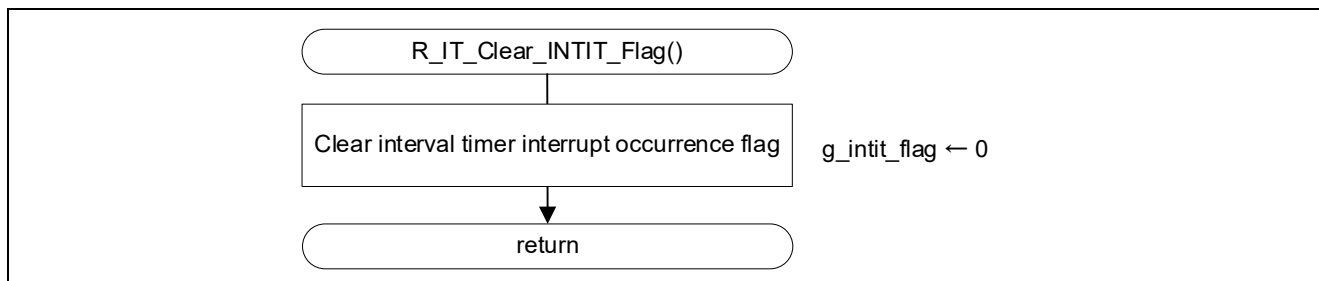 R_IT_Clear_INTIT_Flag()
Clear interval timer interrupt occurrence flag
g_intit_flag ← 0
return